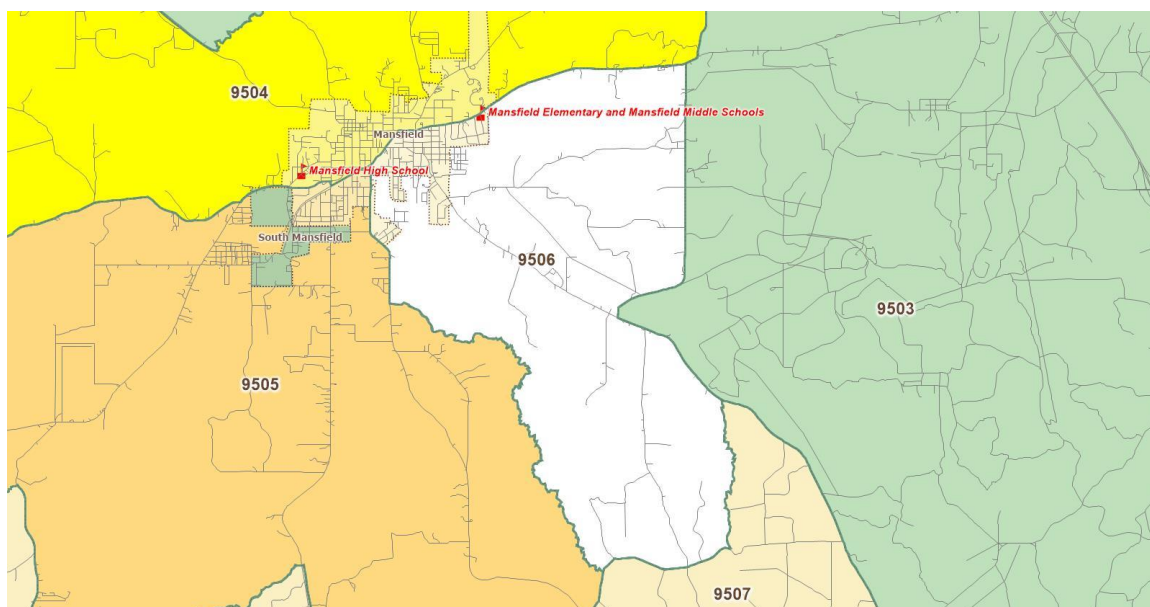 9504
Mansfield Elementary and Mansfield Middle Schools
Mansfield
Mansfield High School
South Mansfield
9506
9503
9505
9507